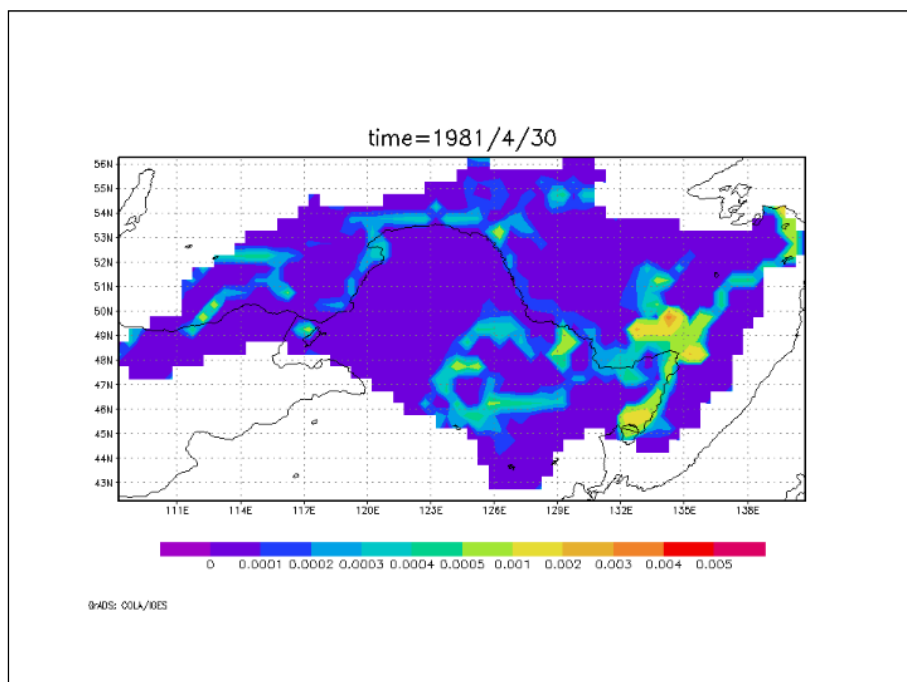 time=1981/4/30
56N
55N
54N
53N
52N
51N
50N
49N
48N
47N
46N
45N
44N
43N
111E 114E 117E 120E 123E 126E 129E 132E 135E 138E
0 0.0001 0.0002 0.0003 0.0004 0.0005 0.001 0.002 0.003 0.004 0.005
GrADS: COLA/IGES